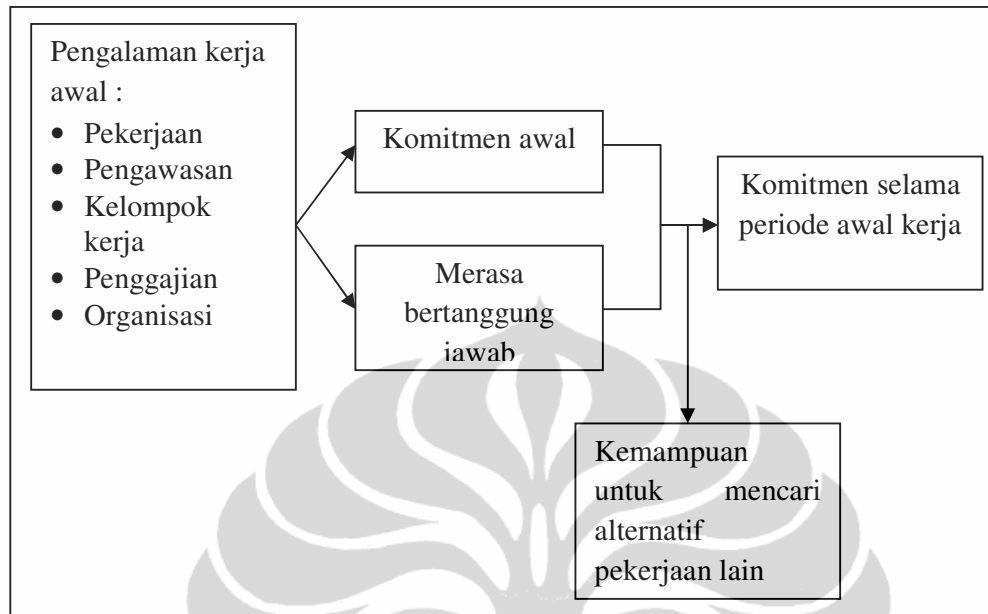 Pengalaman kerja
awal :
• Pekerjaan
• Pengawasan
• Kelompok
kerja
• Penggajian
• Organisasi
Komitmen awal
Merasa
bertanggung
jawab
Komitmen selama
periode awal kerja
Kemampuan
untuk mencari
alternatif
pekerjaan lain